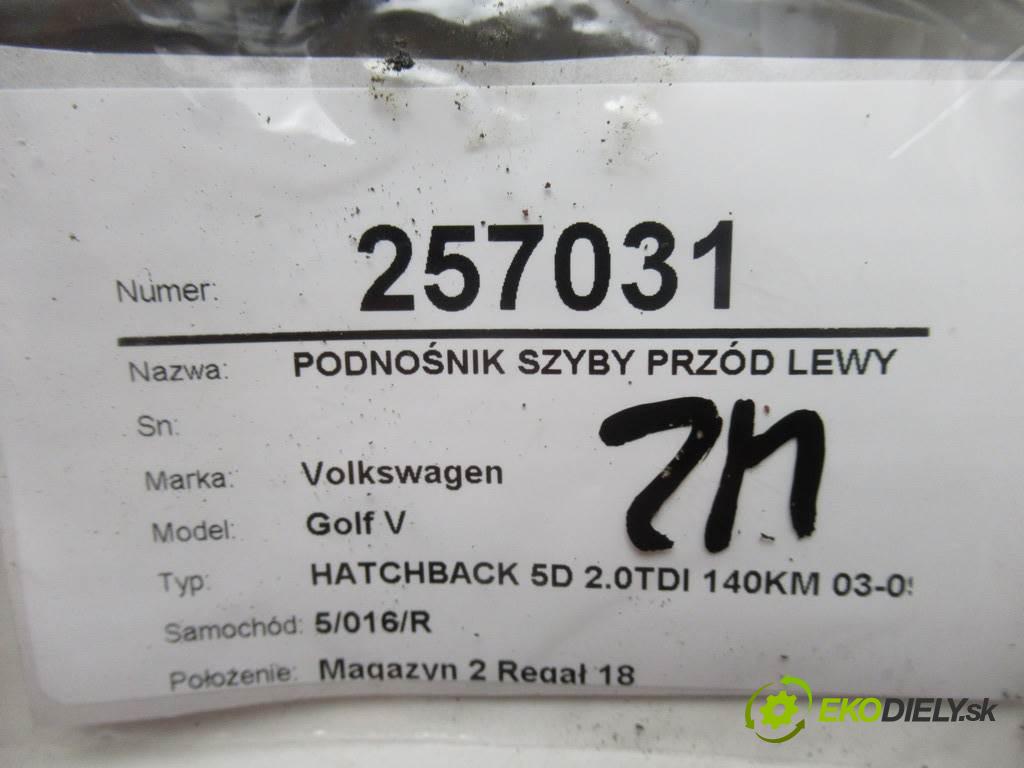 Numer: 257031
Nazwa: PODNOŚNIK SZYBY PRZÓD LEWY
Sn:
Marka: Volkswagen
Model: Golf V
Typ: HATCHBACK 5D 2.0TDI 140KM 03-09
Samochód: 5/016/R
Położenie: Magazyn 2 Regał 18
EKODIELY.sk